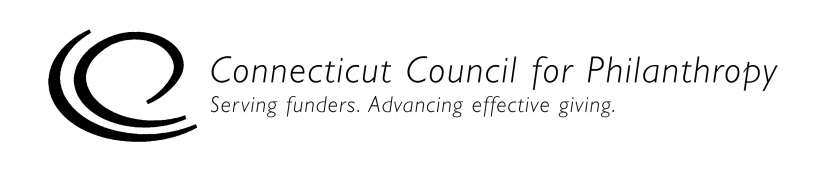 Connecticut Council for Philanthropy
Serving funders. Advancing effective giving.